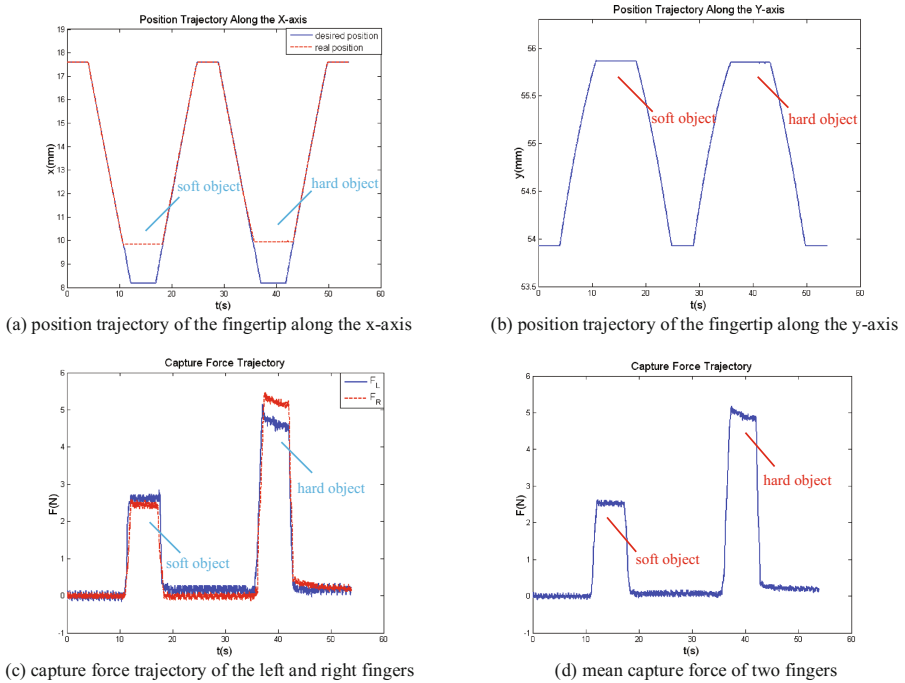 Position Trajectory Along the X-axis
19
18
17
16
15
14
13
12
11
10
9
8
x(mm)
desired position
real position
soft object
hard object
0
10
20
30
40
50
60
t(s)
(a) position trajectory of the fingertip along the x-axis
Position Trajectory Along the Y-axis
56
55.5
55
54.5
54
53.5
y(mm)
soft object
hard object
0
10
20
30
40
50
60
t(s)
(b) position trajectory of the fingertip along the y-axis
Capture Force Trajectory
6
5
4
3
2
1
0
-1
F(N)
F_L
F_R
hard object
soft object
0
10
20
30
40
50
60
t(s)
(c) capture force trajectory of the left and right fingers
Capture Force Trajectory
6
5
4
3
2
1
0
-1
F(N)
hard object
soft object
0
10
20
30
40
50
60
t(s)
(d) mean capture force of two fingers